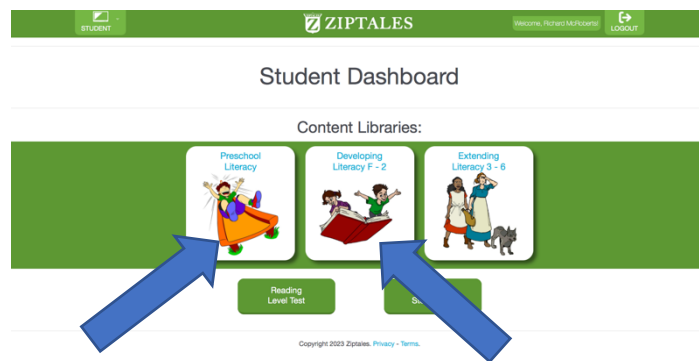 STUDENT
ZIPTALES
Welcome, Richard McRoberts!
LOGOUT
Student Dashboard
Content Libraries:
Preschool
Literacy
Developing
Literacy F - 2
Extending
Literacy 3 - 6
Reading
Level Test
Copyright 2023 Ziptales. Privacy - Terms.